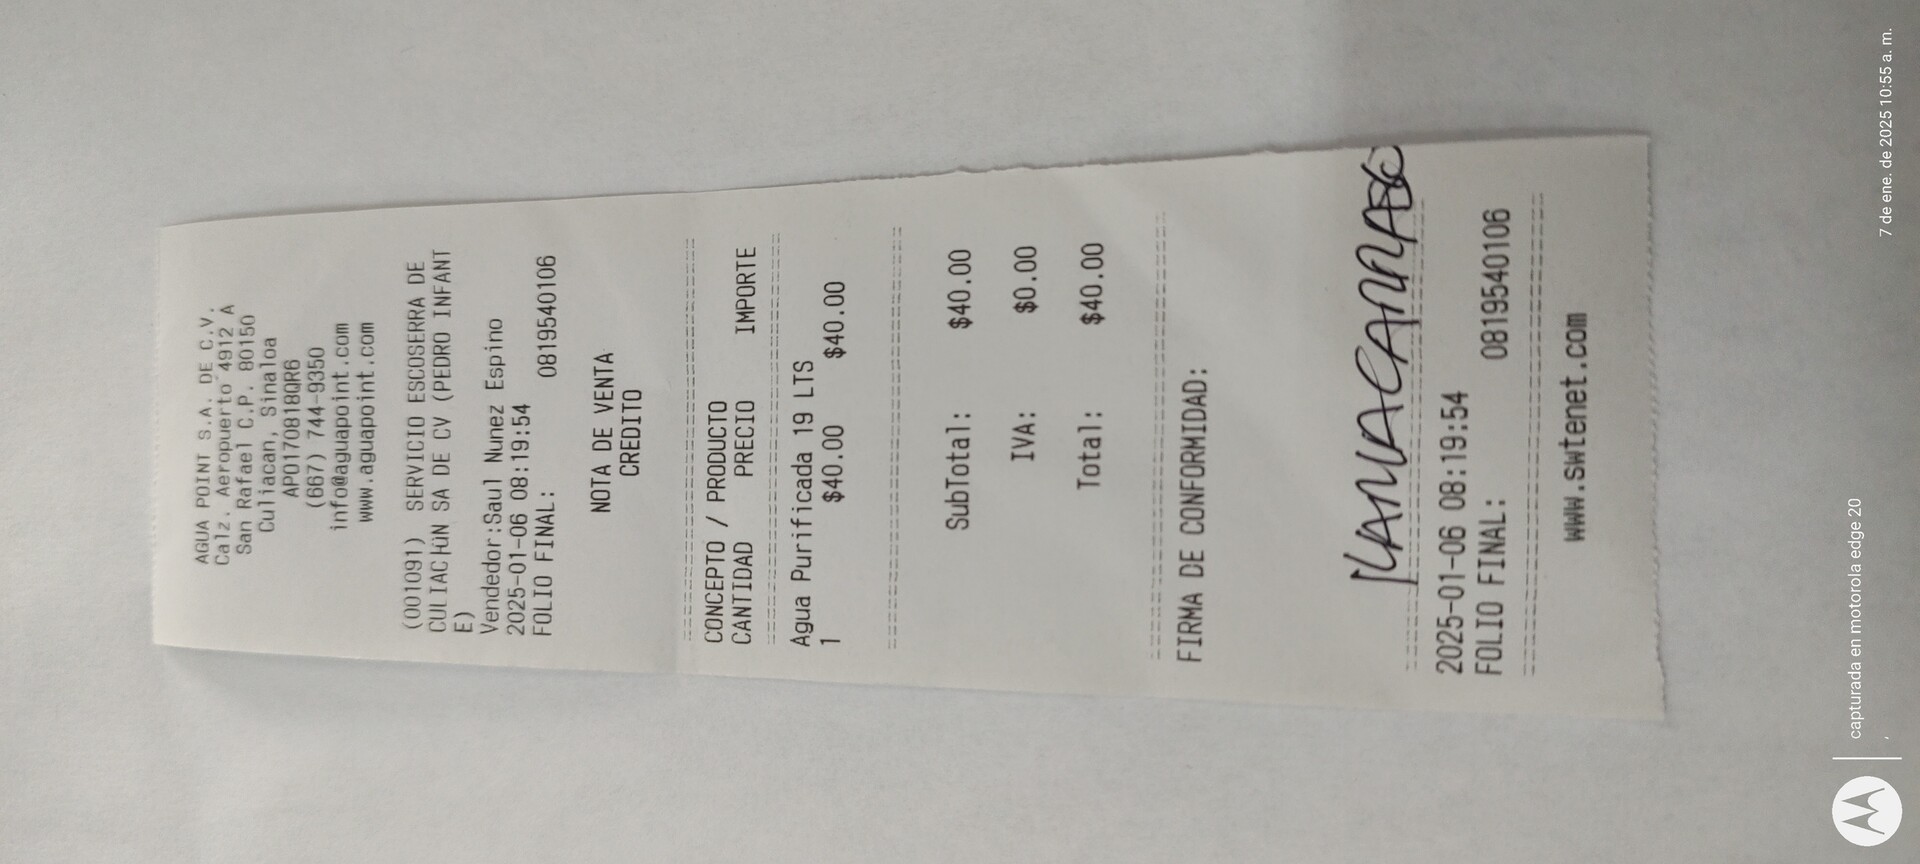 AGUA POINT S.A. DE C.V.
Calz. Aeropuerto 4912 A
San Rafael C.P. 80150
Culiacan, Sinaloa
APO170818QR6
(667) 744-9350
info@aguapoint.com
www.aguapoint.com
(001091) SERVICIO ESCOSERRA DE
CULIAC|ún SA DE CV (PEDRO INFANT
E)
Vendedor:Saul Nunez Espino
2025-01-06 08:19:54
FOLIO FINAL: 0819540106
NOTA DE VENTA
CREDITO
CONCEPTO / PRODUCTO
CANTIDAD PRECIO IMPORTE
Agua Purificada 19 LTS
1 $40.00 $40.00
SubTotal: $40.00
IVA: $0.00
Total: $40.00
FIRMA DE CONFORMIDAD:
2025-01-06 08:19:54
FOLIO FINAL: 0819540106
www.swtenet.com
capturada en motorola edge 20
7 de ene. de 2025 10:55 a. m.